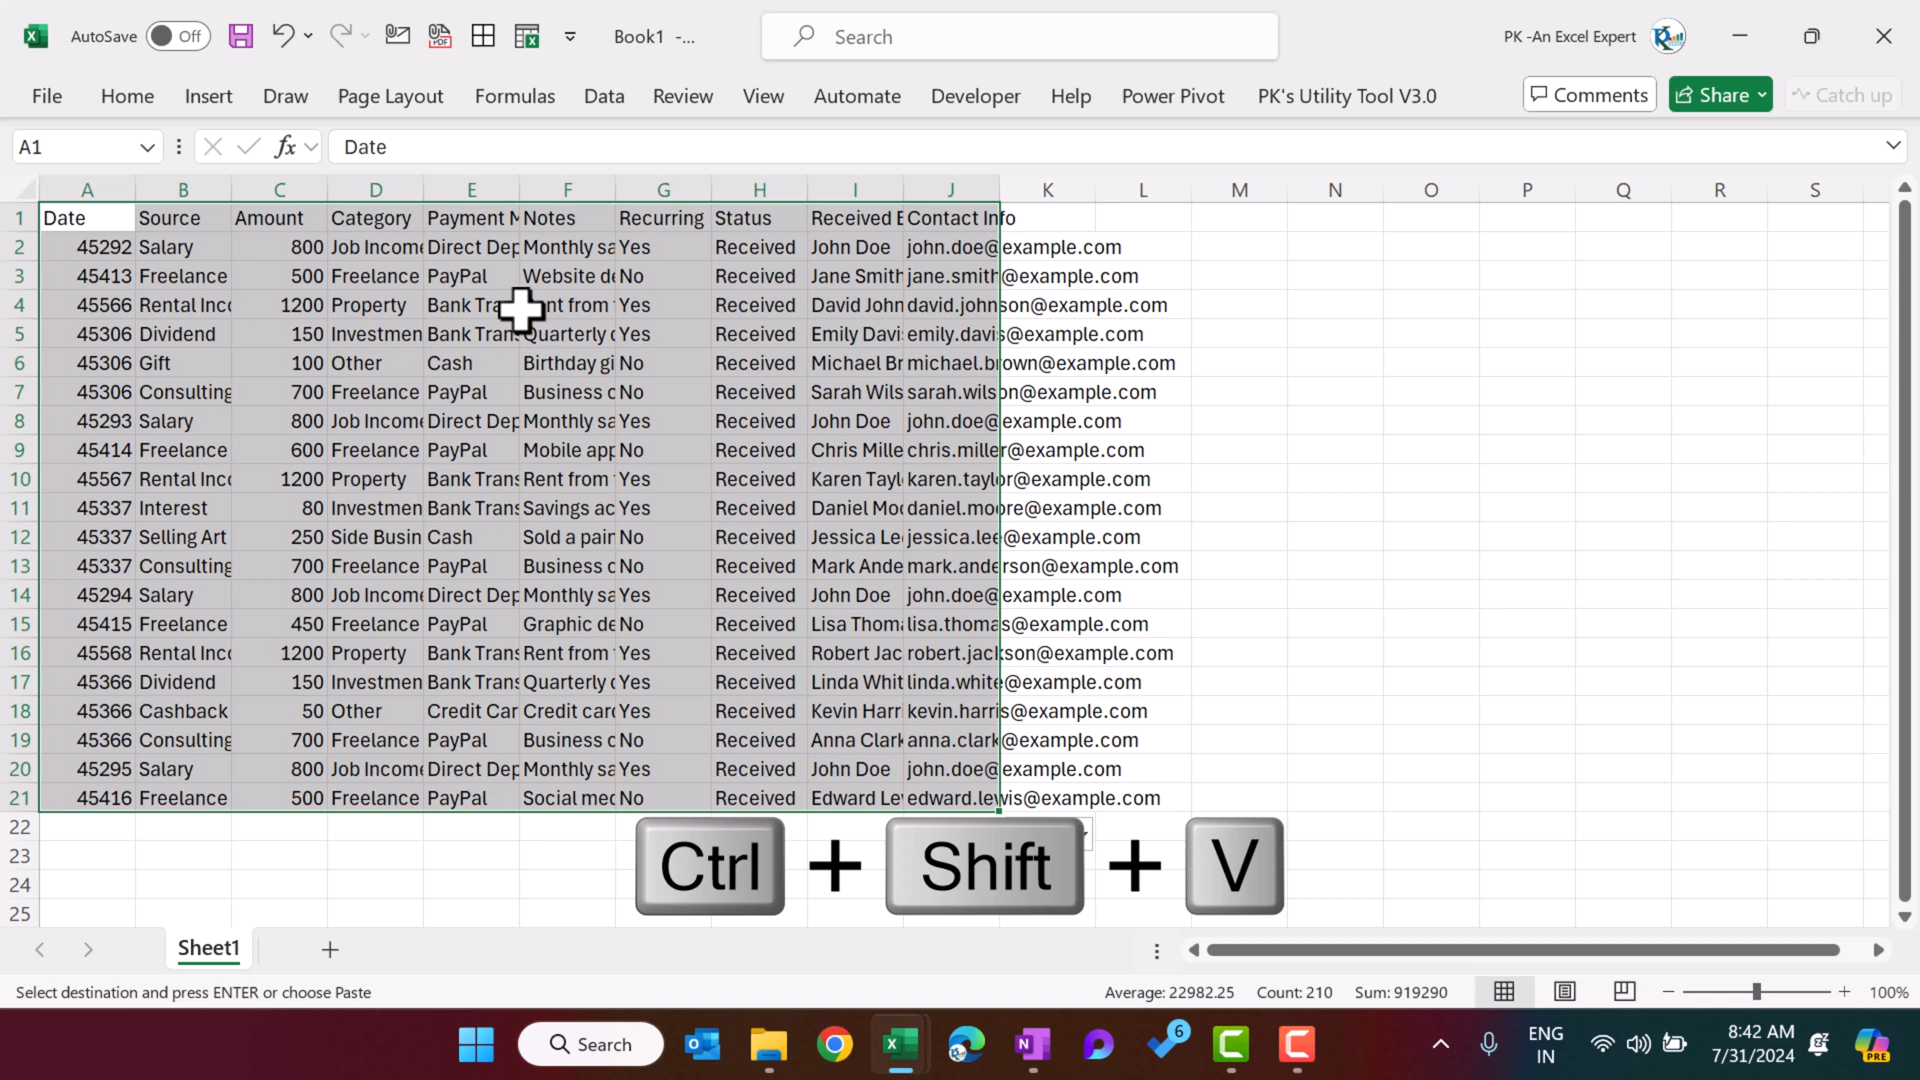 AutoSave Off Book1 -... Search PK -An Excel Expert
File Home Insert Draw Page Layout Formulas Data Review View Automate Developer Help Power Pivot PK's Utility Tool V3.0 Comments Share Catch up
A1 fx Date
A B C D E F G H I J K L M N O P Q R S
1 Date Source Amount Category Payment M Notes Recurring Status Received B Contact Info
2 45292 Salary 800 Job Income Direct Dep Monthly sa Yes Received John Doe john.doe@example.com
3 45413 Freelance 500 Freelance PayPal Website de No Received Jane Smith jane.smith@example.com
4 45566 Rental Inco 1200 Property Bank Tra nt from Yes Received David John david.johnson@example.com
5 45306 Dividend 150 Investmen Bank Trans Quarterly d Yes Received Emily Davi emily.davis@example.com
6 45306 Gift 100 Other Cash Birthday gi No Received Michael Br michael.brown@example.com
7 45306 Consulting 700 Freelance PayPal Business c No Received Sarah Wils sarah.wilson@example.com
8 45293 Salary 800 Job Income Direct Dep Monthly sa Yes Received John Doe john.doe@example.com
9 45414 Freelance 600 Freelance PayPal Mobile app No Received Chris Mille chris.miller@example.com
10 45567 Rental Inco 1200 Property Bank Trans Rent from Yes Received Karen Tayl karen.taylor@example.com
11 45337 Interest 80 Investmen Bank Trans Savings ac Yes Received Daniel Moo daniel.moore@example.com
12 45337 Selling Art 250 Side Busin Cash Sold a pain No Received Jessica Lee jessica.lee@example.com
13 45337 Consulting 700 Freelance PayPal Business c No Received Mark Ande mark.anderson@example.com
14 45294 Salary 800 Job Income Direct Dep Monthly sa Yes Received John Doe john.doe@example.com
15 45415 Freelance 450 Freelance PayPal Graphic de No Received Lisa Thoma lisa.thomas@example.com
16 45568 Rental Inco 1200 Property Bank Trans Rent from Yes Received Robert Jac robert.jackson@example.com
17 45366 Dividend 150 Investmen Bank Trans Quarterly d Yes Received Linda Whit linda.white@example.com
18 45366 Cashback 50 Other Credit Car Credit card Yes Received Kevin Harri kevin.harris@example.com
19 45366 Consulting 700 Freelance PayPal Business c No Received Anna Clark anna.clark@example.com
20 45295 Salary 800 Job Income Direct Dep Monthly sa Yes Received John Doe john.doe@example.com
21 45416 Freelance 500 Freelance PayPal Social med No Received Edward Lew edward.lewis@example.com
22
23
24
25
Ctrl + Shift + V
Sheet1
Select destination and press ENTER or choose Paste Average: 22982.25 Count: 210 Sum: 919290 100%
Search 6 ENG 8:42 AM
IN 7/31/2024 PRE